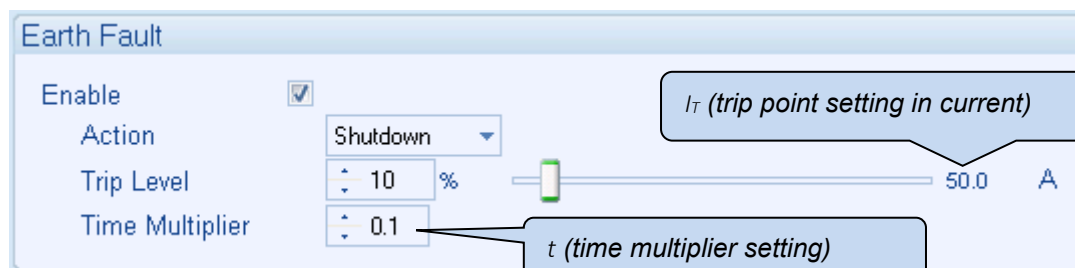 Earth Fault
Enable
I_T (trip point setting in current)
Action Shutdown
Trip Level 10 % 50.0 A
Time Multiplier 0.1
t (time multiplier setting)